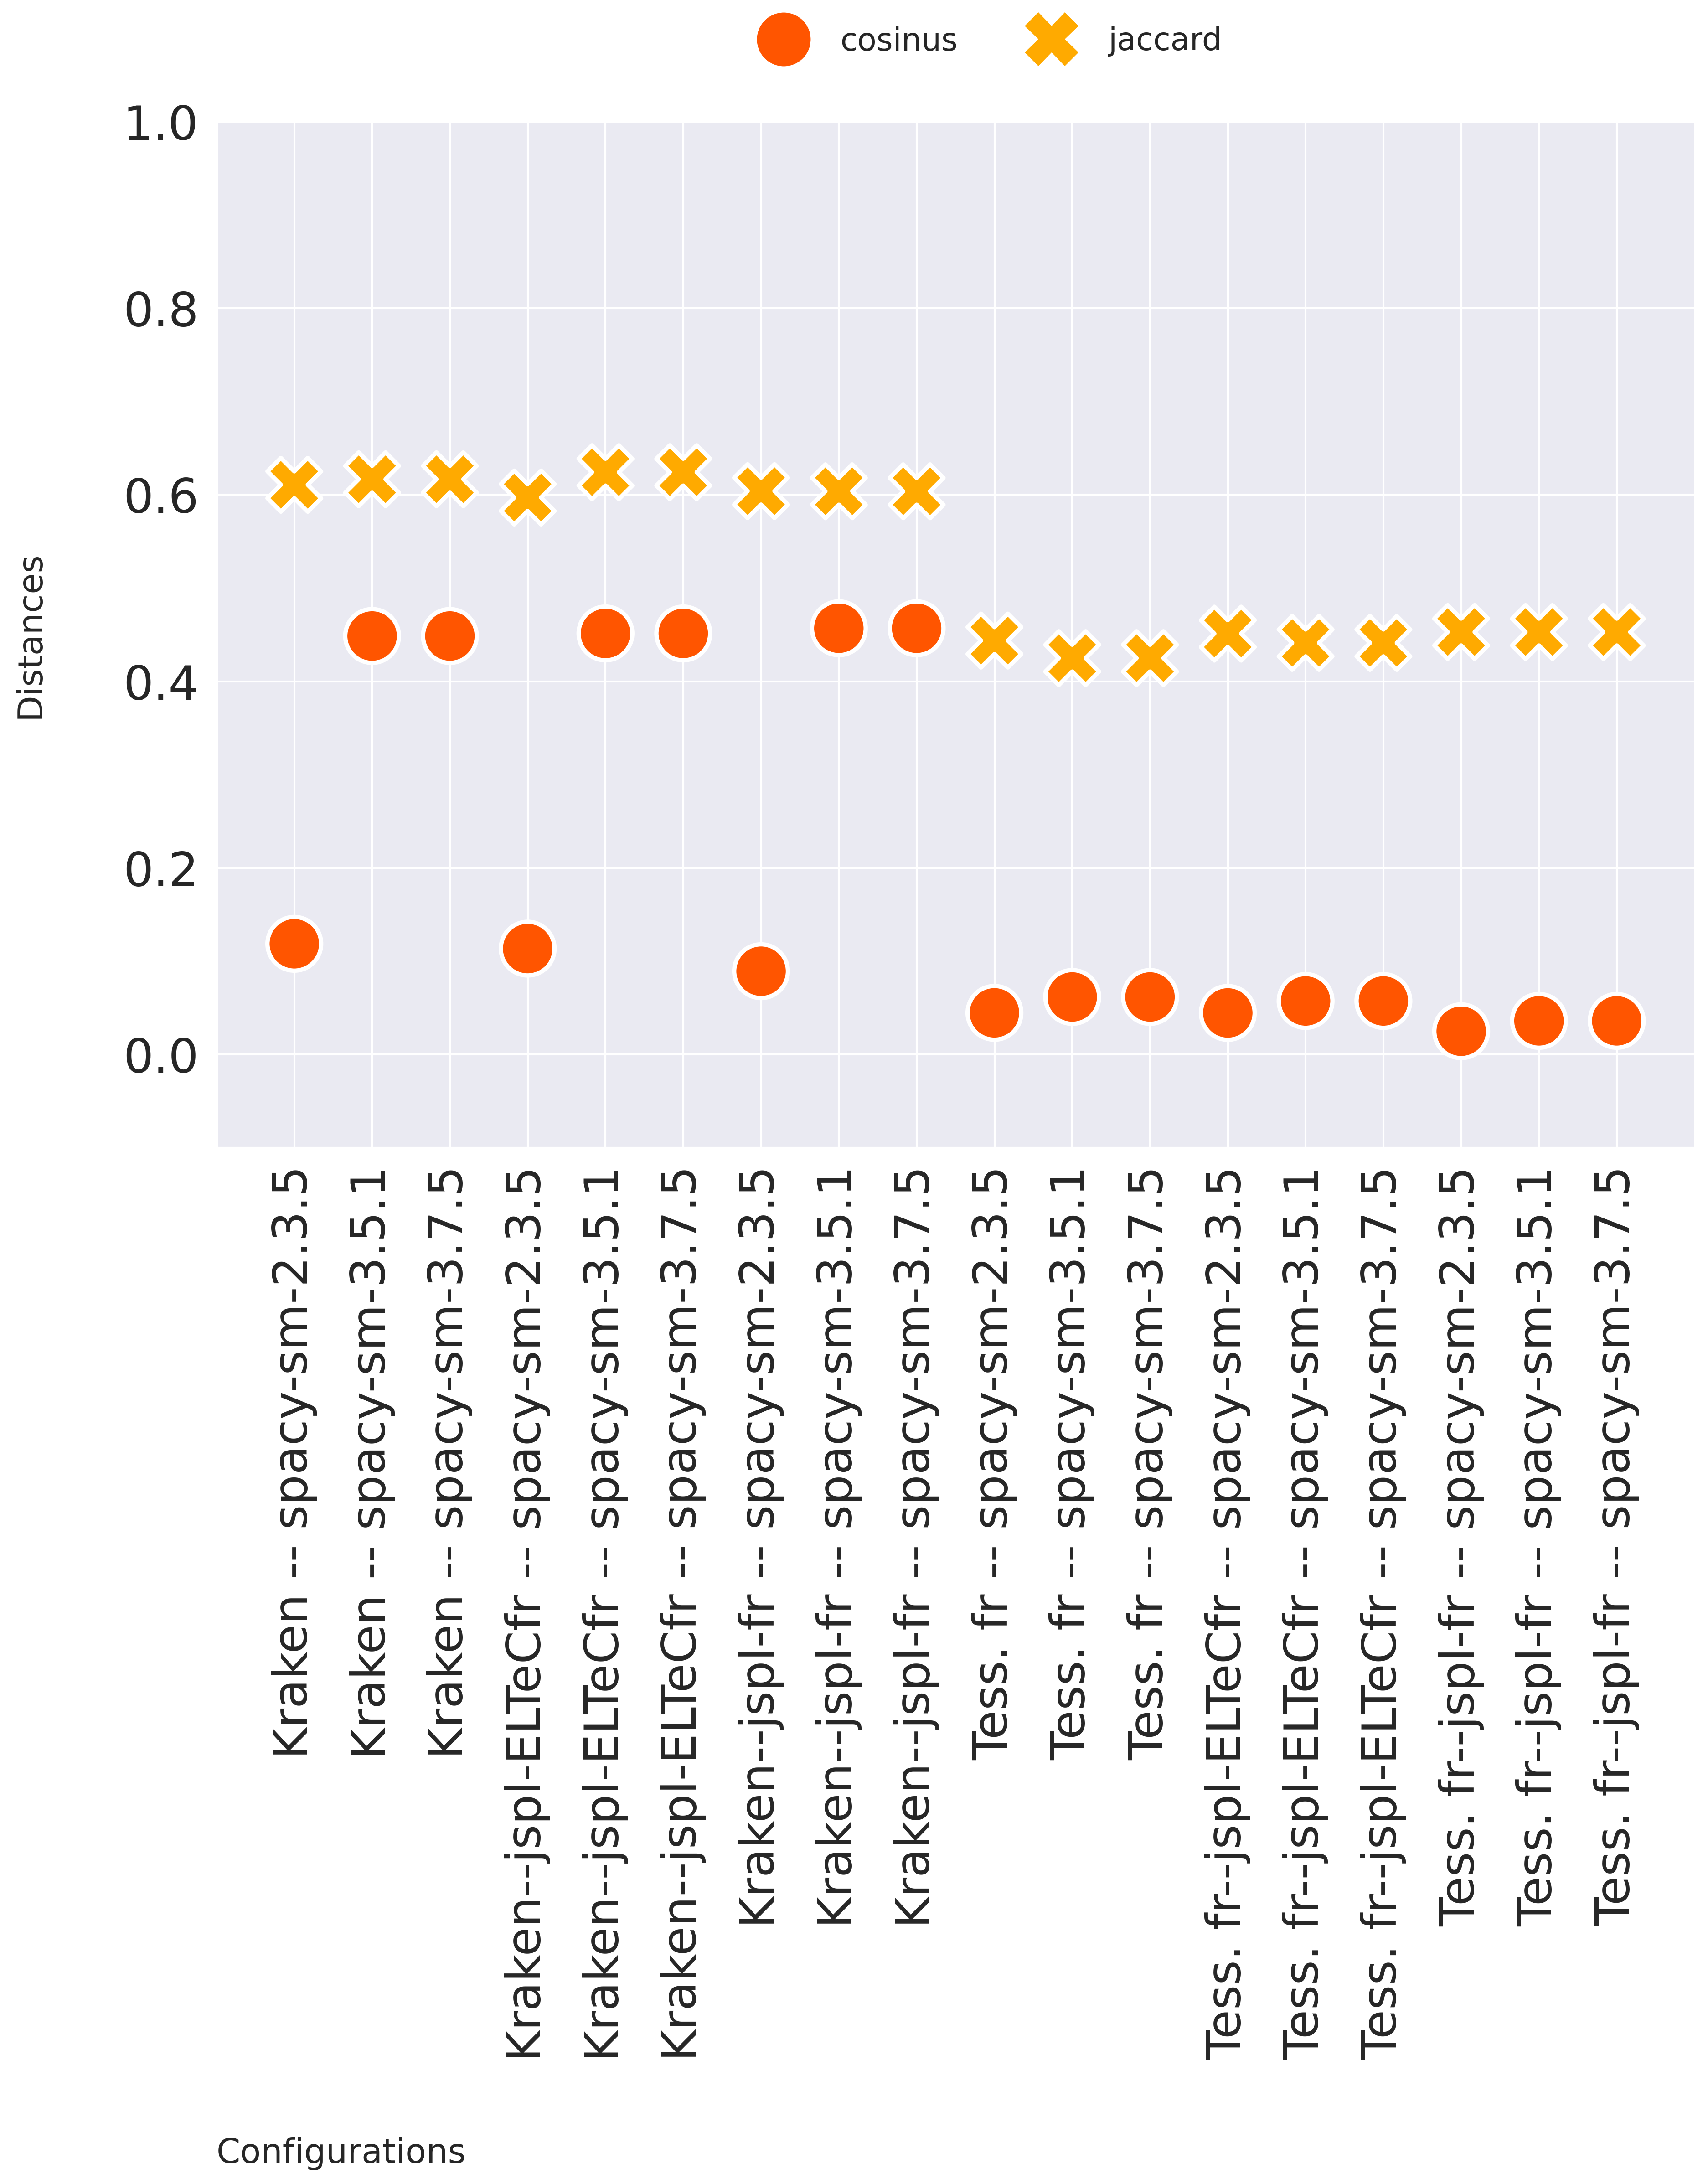 cosinus jaccard
1.0
0.8
0.6
0.4
0.2
0.0
Distances
Kraken -- spacy-sm-2.3.5
Kraken -- spacy-sm-3.5.1
Kraken -- spacy-sm-3.7.5
Kraken--jspl-ELTeCfr -- spacy-sm-2.3.5
Kraken--jspl-ELTeCfr -- spacy-sm-3.5.1
Kraken--jspl-ELTeCfr -- spacy-sm-3.7.5
Kraken--jspl-fr -- spacy-sm-2.3.5
Kraken--jspl-fr -- spacy-sm-3.5.1
Kraken--jspl-fr -- spacy-sm-3.7.5
Tess. fr -- spacy-sm-2.3.5
Tess. fr -- spacy-sm-3.5.1
Tess. fr -- spacy-sm-3.7.5
Tess. fr--jspl-ELTeCfr -- spacy-sm-2.3.5
Tess. fr--jspl-ELTeCfr -- spacy-sm-3.5.1
Tess. fr--jspl-ELTeCfr -- spacy-sm-3.7.5
Tess. fr--jspl-fr -- spacy-sm-2.3.5
Tess. fr--jspl-fr -- spacy-sm-3.5.1
Tess. fr--jspl-fr -- spacy-sm-3.7.5
Configurations